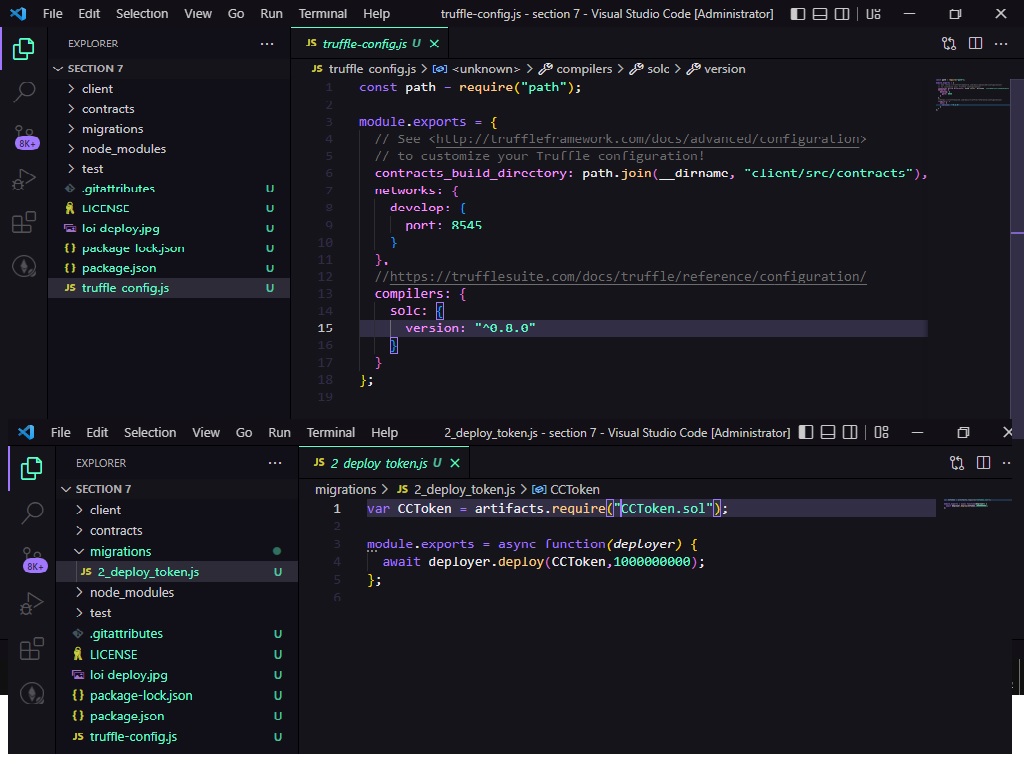 File Edit Selection View Go Run Terminal Help truffle-config.js - section 7 - Visual Studio Code [Administrator]
EXPLORER
SECTION 7
client
contracts
migrations
node_modules
test
.gitattributes U
LICENSE U
loi deploy.jpg U
package-lock.json U
package.json U
JS truffle-config.js U
8K+
JS truffle-config.js U
JS truffle-config.js > <unknown> > compilers > solc > version
1 const path = require("path");
2
3 module.exports = {
4 // See <http://truffleframework.com/docs/advanced/configuration>
5 // to customize your Truffle configuration!
6 contracts_build_directory: path.join(__dirname, "client/src/contracts"),
7 networks: {
8 develop: {
9 port: 8545
10 }
11 },
12 //https://trufflesuite.com/docs/truffle/reference/configuration/
13 compilers: {
14 solc: {
15 version: "^0.8.0"
16 }
17 }
18 };
19
File Edit Selection View Go Run Terminal Help 2_deploy_token.js - section 7 - Visual Studio Code [Administrator]
EXPLORER
SECTION 7
client
contracts
migrations
JS 2_deploy_token.js U
node_modules
test
.gitattributes U
LICENSE U
loi deploy.jpg U
{} package-lock.json U
{} package.json U
JS truffle-config.js U
8K+
JS 2_deploy_token.js U
migrations > JS 2_deploy_token.js > CCToken
1 var CCToken = artifacts.require("CCToken.sol");
2
3 module.exports = async function(deployer) {
4 await deployer.deploy(CCToken,1000000000);
5 };
6